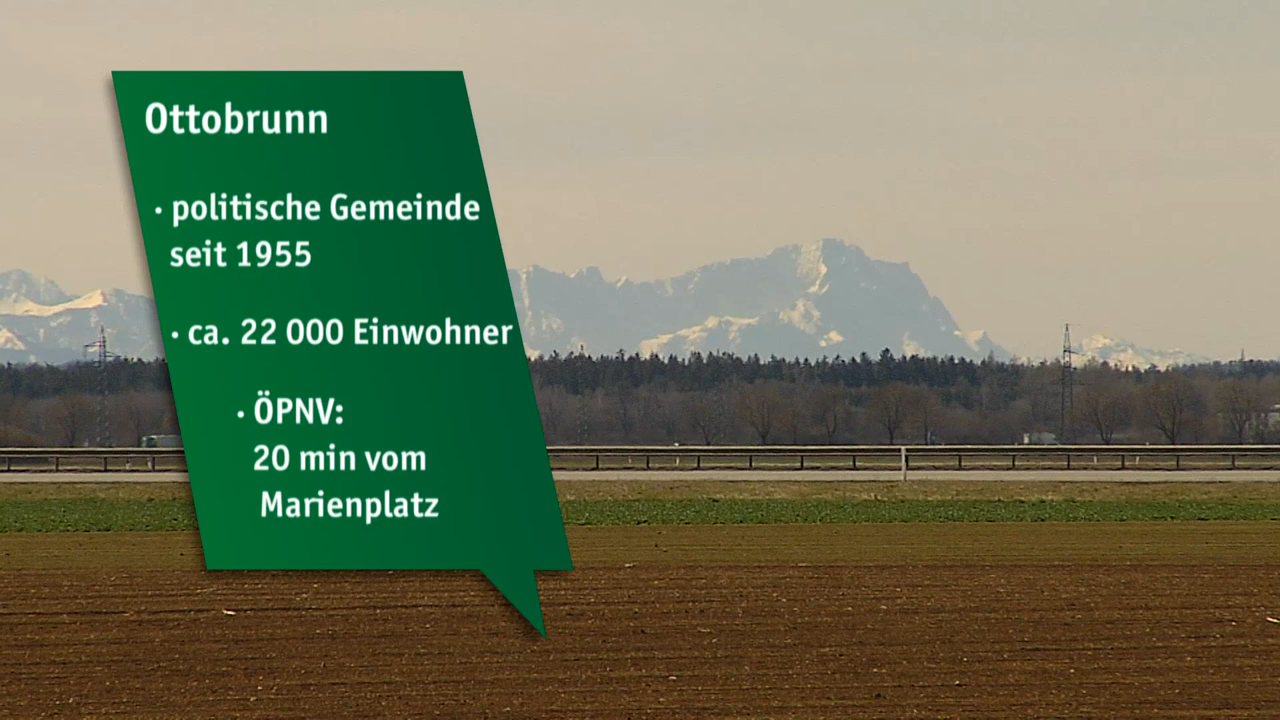 Ottobrunn
· politische Gemeinde
seit 1955
· ca. 22 000 Einwohner
· ÖPNV:
20 min vom
Marienplatz